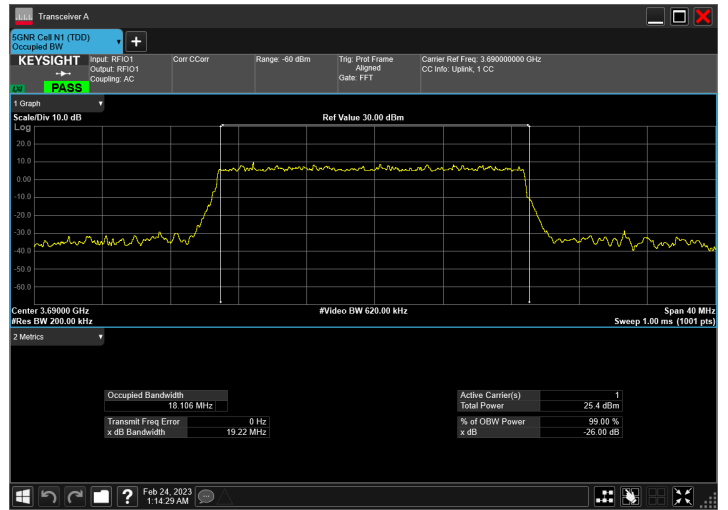 Transceiver A
5GNR Cell N1 (TDD)
Occupied BW
KEYSIGHT Input: RFIO1 Corr CCorr Range: -60 dBm Trig: Prot Frame Carrier Ref Freq: 3.690000000 GHz
Output: RFIO1 Aligned CC Info: Uplink, 1 CC
Coupling: AC Gate: FFT
LXI PASS
1 Graph
Scale/Div 10.0 dB Ref Value 30.00 dBm
Log
20.0
10.0
0.00
-10.0
-20.0
-30.0
-40.0
-50.0
-60.0
Center 3.69000 GHz #Video BW 620.00 kHz Span 40 MHz
#Res BW 200.00 kHz Sweep 1.00 ms (1001 pts)
2 Metrics
Occupied Bandwidth Active Carrier(s) 1
18.106 MHz Total Power 25.4 dBm
Transmit Freq Error 0 Hz % of OBW Power 99.00 %
x dB Bandwidth 19.22 MHz x dB -26.00 dB
Feb 24, 2023
1:14:29 AM